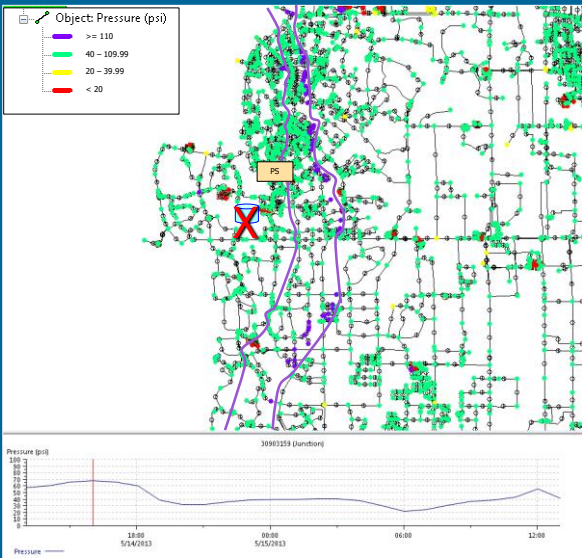 Object: Pressure (psi)
>= 110
40 – 109.99
20 – 39.99
< 20
PS
30903159 (Junction)
Pressure (psi)
100
90
80
70
60
50
40
30
20
10
0
18:00
5/14/2013
00:00
5/15/2013
06:00
12:00
Pressure